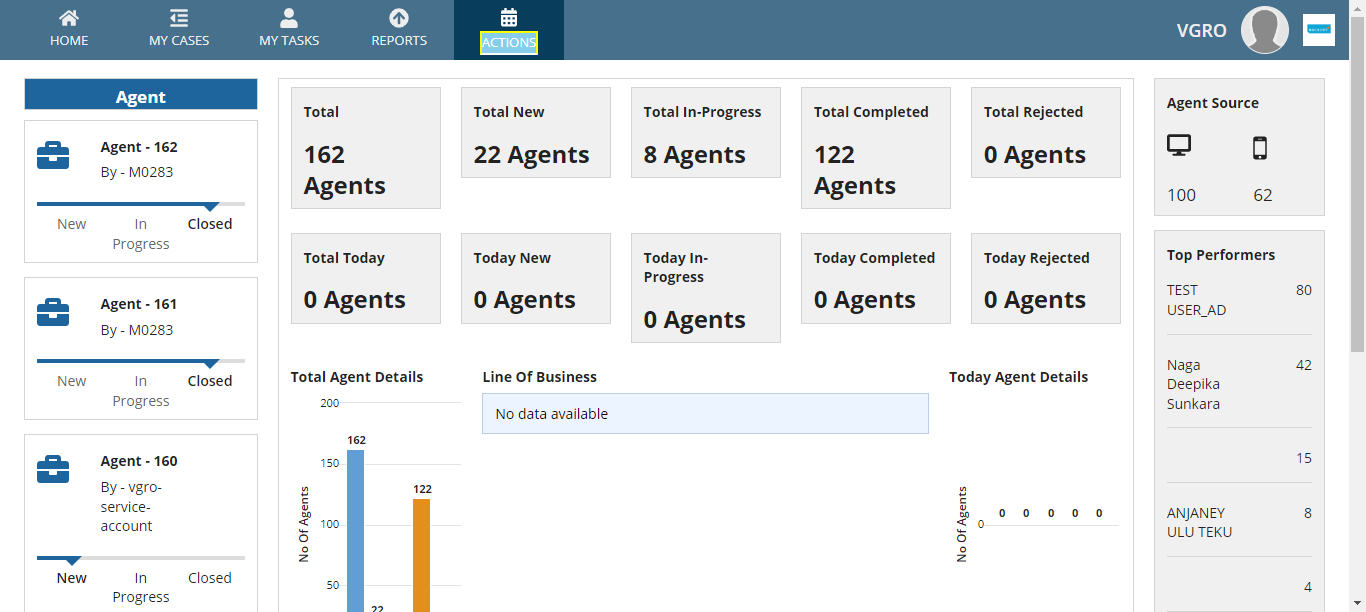 HOME
MY CASES
MY TASKS
REPORTS
ACTIONS
VGRO
Agent
Agent - 162
By - M0283
New
In
Progress
Closed
Agent - 161
By - M0283
New
In
Progress
Closed
Agent - 160
By - vgro-
service-
account
New
In
Progress
Closed
Total
162
Agents
Total New
22 Agents
Total In-Progress
8 Agents
Total Completed
122
Agents
Total Rejected
0 Agents
Total Today
0 Agents
Today New
0 Agents
Today In-
Progress
0 Agents
Today Completed
0 Agents
Today Rejected
0 Agents
Total Agent Details
200
150
100
50
No Of Agents
162
22
122
Line Of Business
No data available
Today Agent Details
No Of Agents
0
0 0 0 0 0
Agent Source
100 62
Top Performers
TEST 80
USER_AD
Naga 42
Deepika
Sunkara
15
ANJANEY 8
ULU TEKU
4